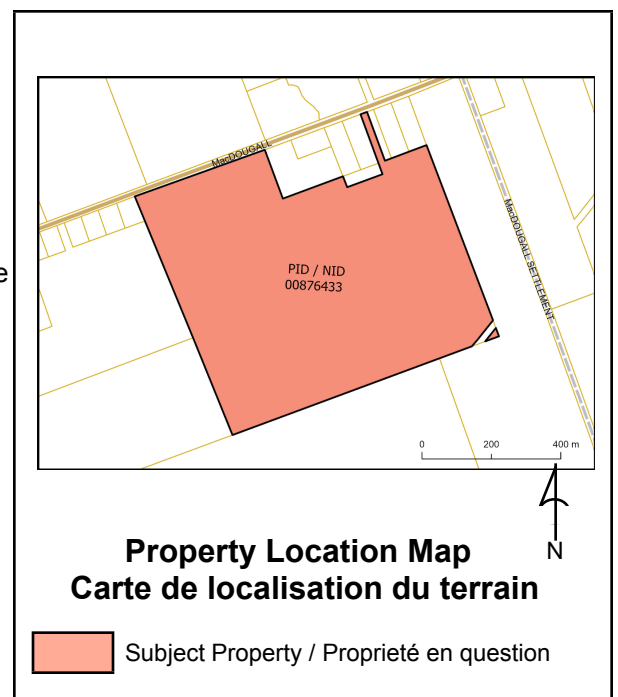 MacDOUGALL
MacDOUGALL SETTLEMENT
e
PID / NID
00876433
0 200 400 m
N
Property Location Map
Carte de localisation du terrain
Subject Property / Proprieté en question